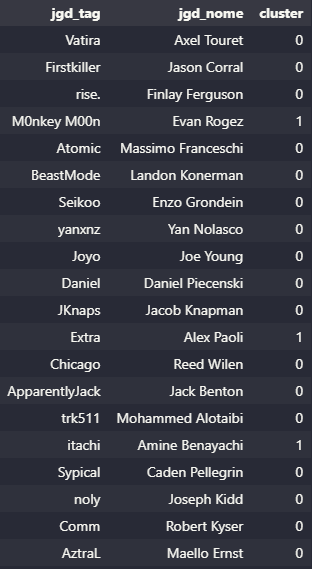 jgd_tag jgd_nome cluster
Vatira Axel Touret 0
Firstkiller Jason Corral 0
rise. Finlay Ferguson 0
M0nkey M00n Evan Rogez 1
Atomic Massimo Franceschi 0
BeastMode Landon Konerman 0
Seikoo Enzo Grondein 0
yanxnz Yan Nolasco 0
Joyo Joe Young 0
Daniel Daniel Piecenski 0
JKnaps Jacob Knapman 0
Extra Alex Paoli 1
Chicago Reed Wilen 0
ApparentlyJack Jack Benton 0
trk511 Mohammed Alotaibi 0
itachi Amine Benayachi 1
Sypical Caden Pellegrin 0
noly Joseph Kidd 0
Comm Robert Kyser 0
AztraL Maello Ernst 0